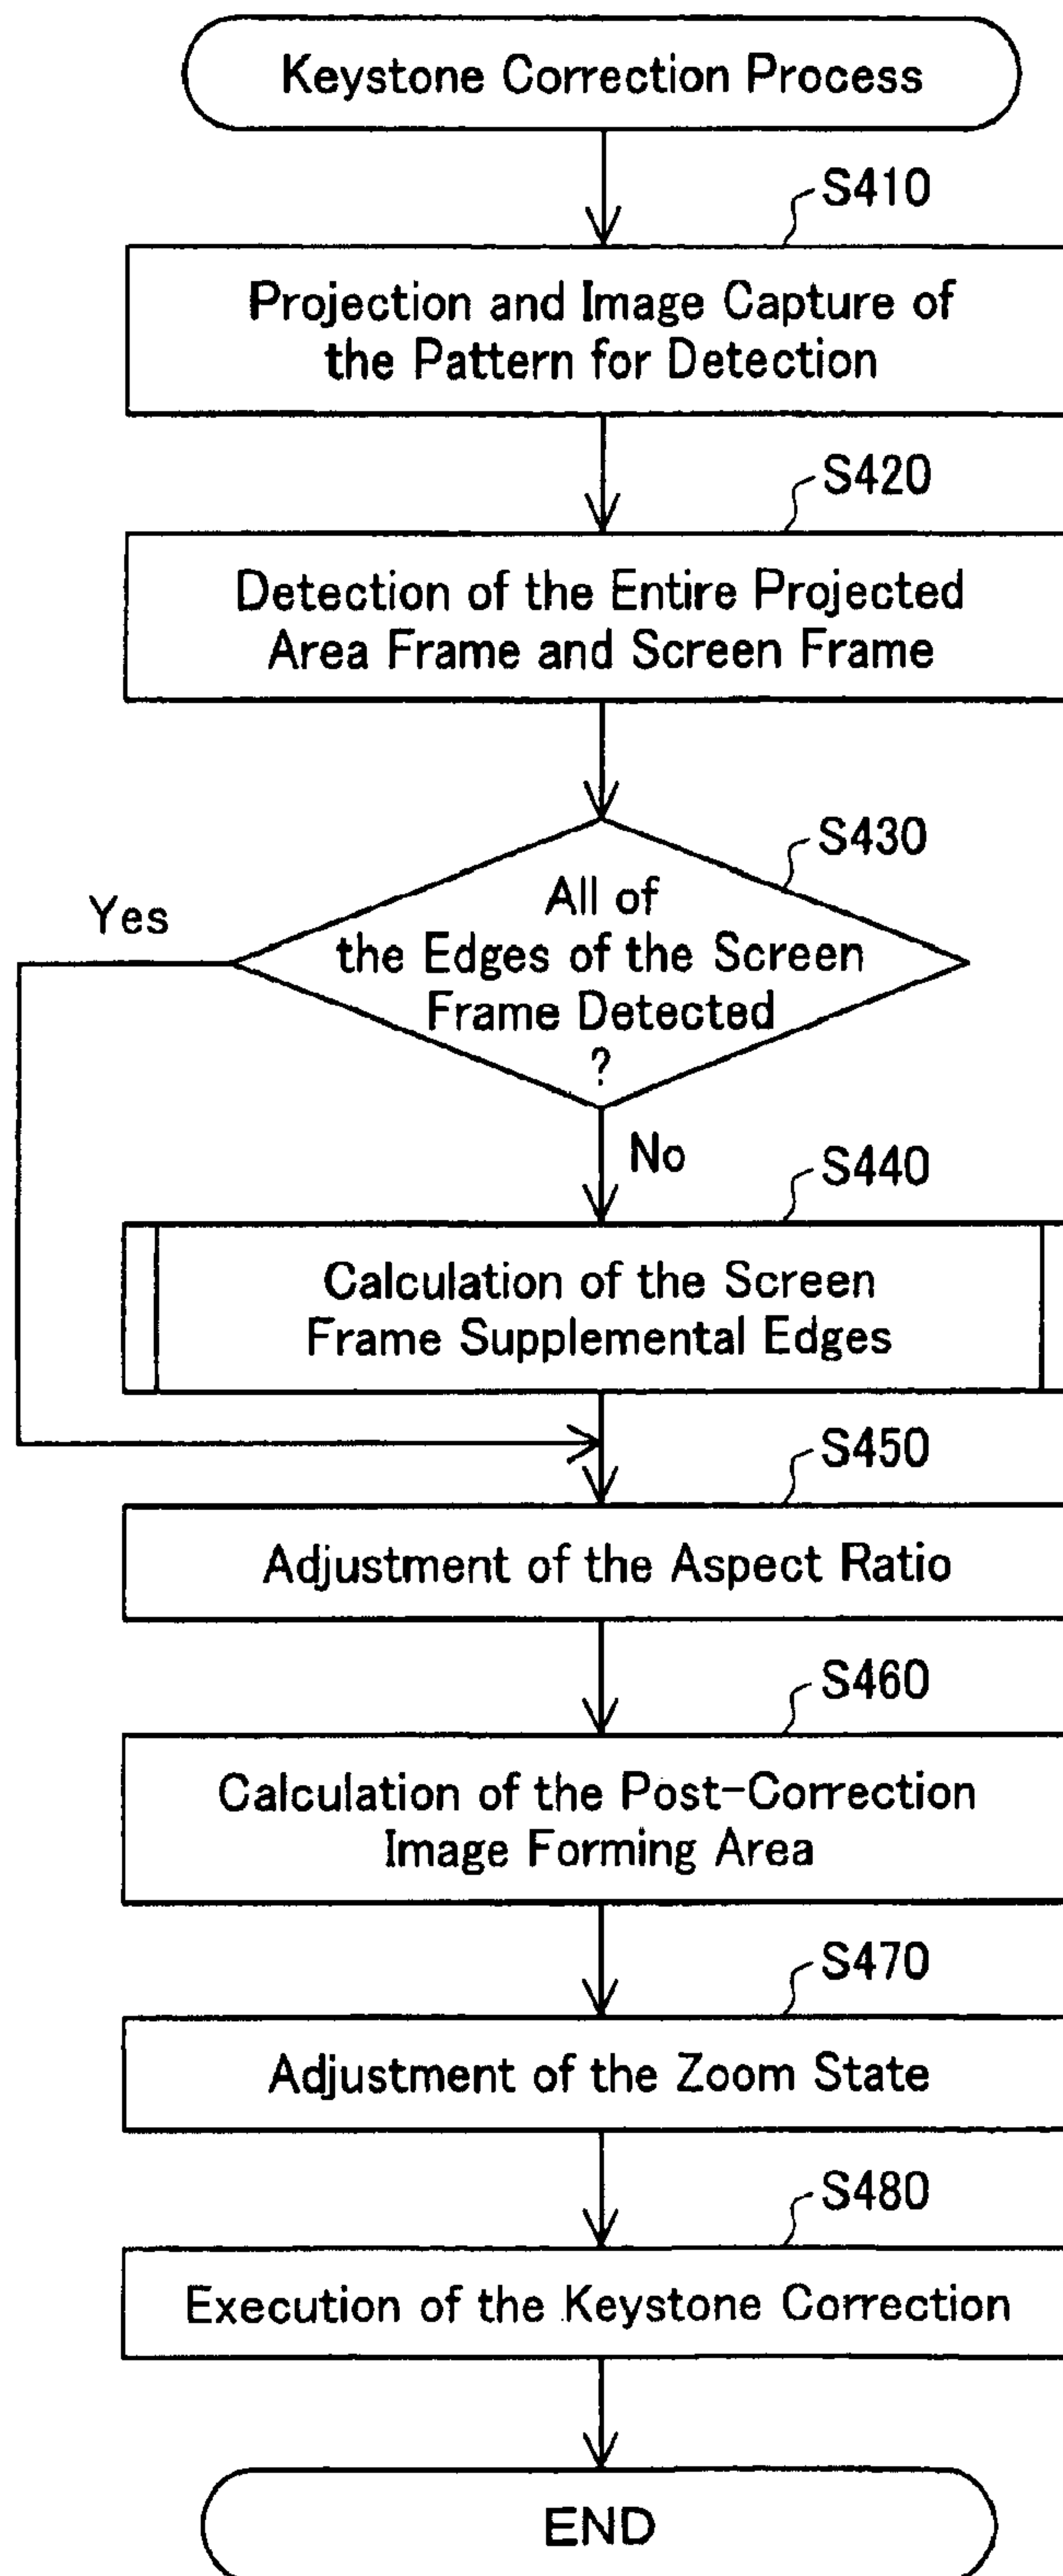 Keystone Correction Process
S410
Projection and Image Capture of
the Pattern for Detection
S420
Detection of the Entire Projected
Area Frame and Screen Frame
S430
All of
the Edges of the Screen
Frame Detected
?
Yes
No
S440
Calculation of the Screen
Frame Supplemental Edges
S450
Adjustment of the Aspect Ratio
S460
Calculation of the Post-Correction
Image Forming Area
S470
Adjustment of the Zoom State
S480
Execution of the Keystone Correction
END